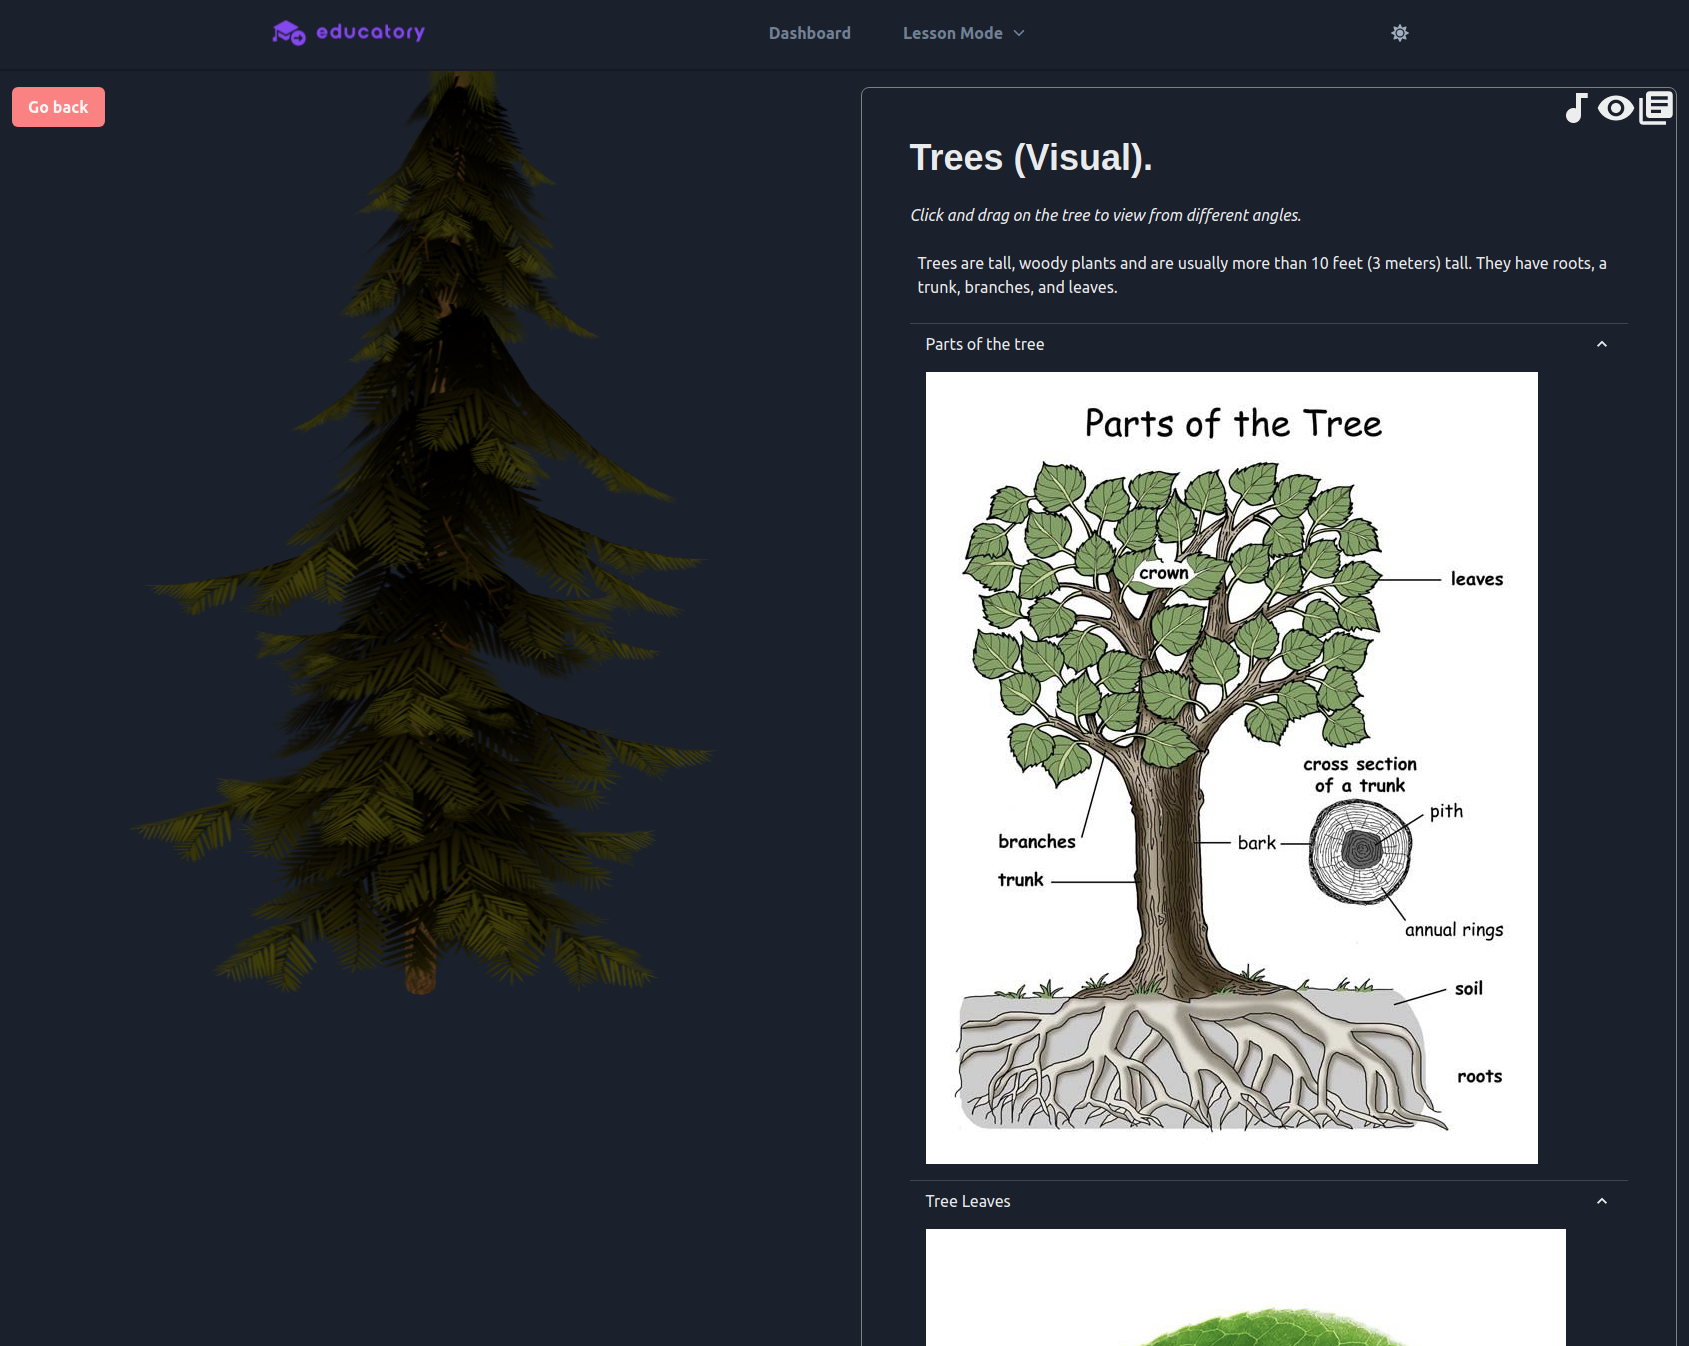 educatory
Dashboard
Lesson Mode
Go back
Trees (Visual).
Click and drag on the tree to view from different angles.
Trees are tall, woody plants and are usually more than 10 feet (3 meters) tall. They have roots, a
trunk, branches, and leaves.
Parts of the tree
Parts of the Tree
crown
leaves
cross section
of a trunk
pith
branches
bark
trunk
annual rings
soil
roots
Tree Leaves